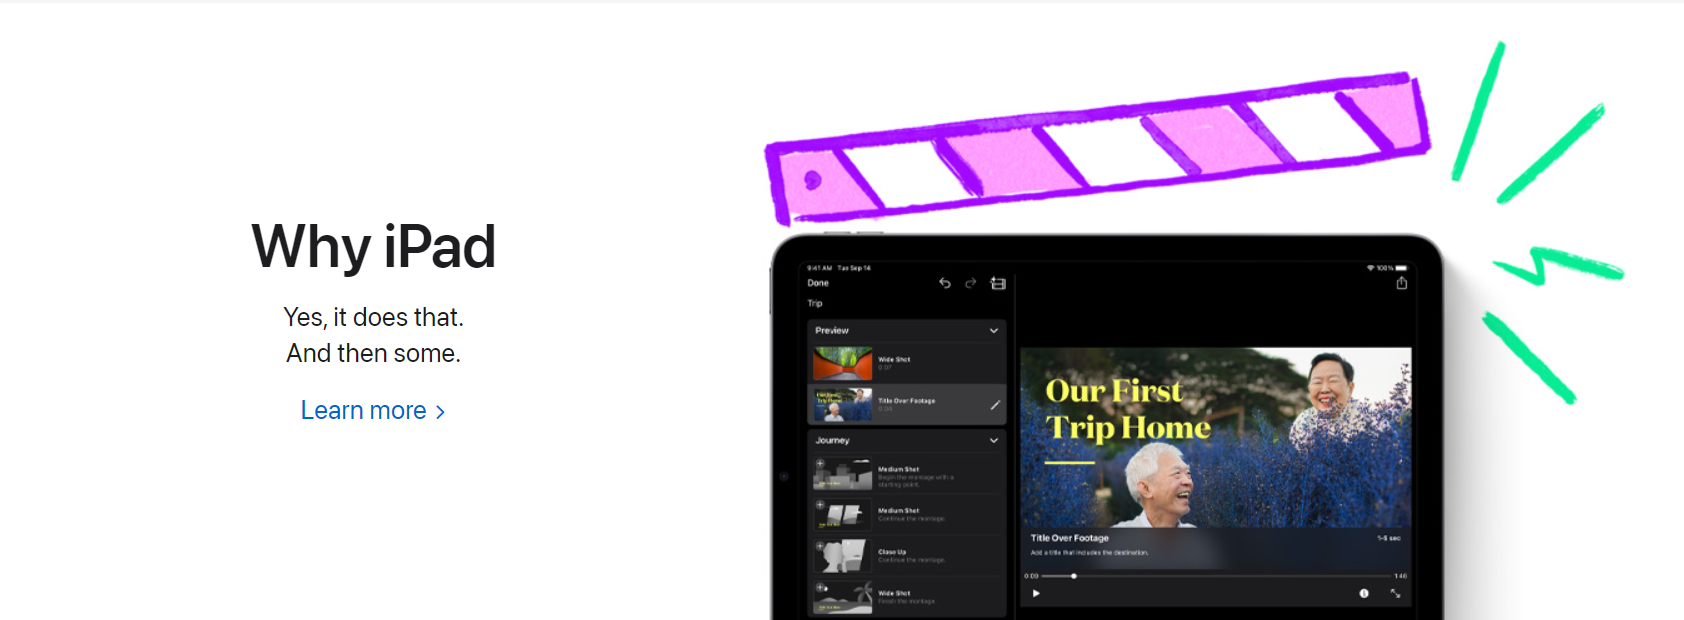 Why iPad
Yes, it does that.
And then some.
Learn more >
9:41 AM Tue Sep 14
100%
Done
Trip
Preview
Wide Shot
0:07
Title Over Footage
Journey
Medium Shot
Begin the montage with a
starting point.
Medium Shot
Continue the montage.
Close Up
Continue the montage.
Wide Shot
Finish the montage.
Our First
Trip Home
Title Over Footage
1-5 sec
Add a title that includes the destination.
0:09
1:46